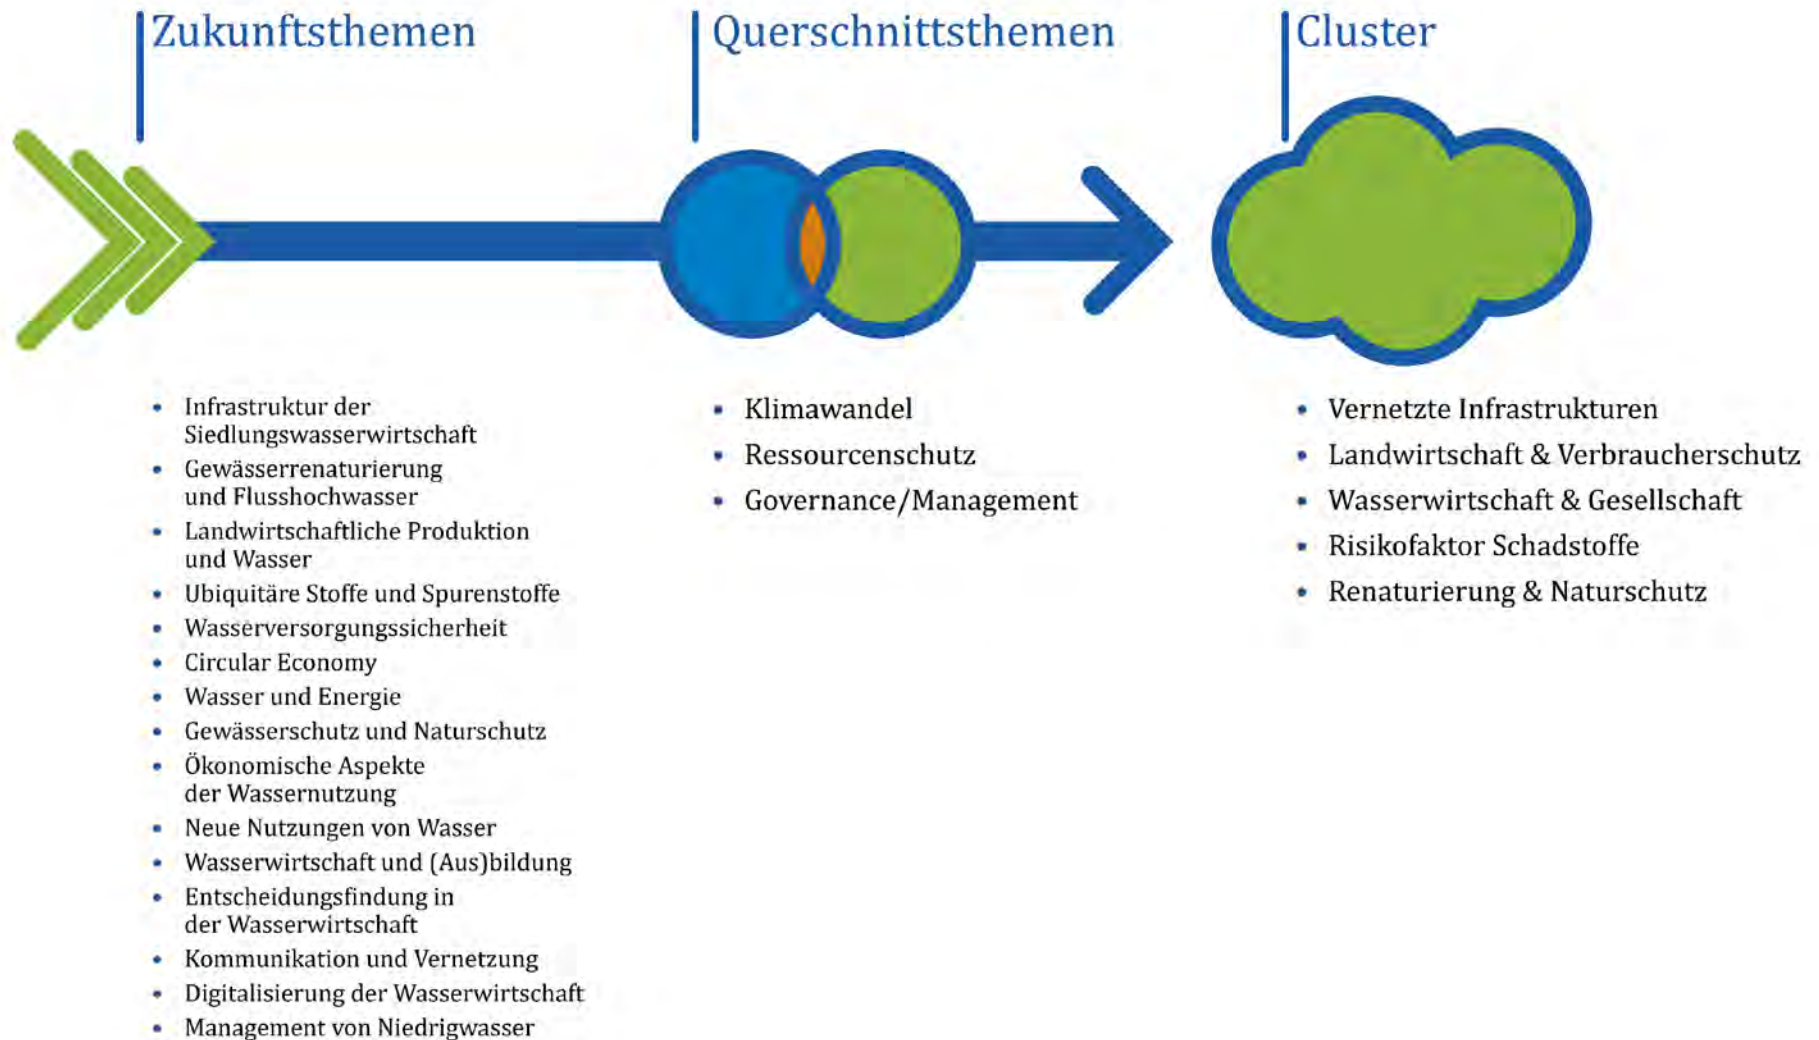 Zukunftsthemen
• Infrastruktur der
Siedlungswasserwirtschaft
• Gewässerrenaturierung
und Flusshochwasser
• Landwirtschaftliche Produktion
und Wasser
• Ubiquitäre Stoffe und Spurenstoffe
• Wasserversorgungssicherheit
• Circular Economy
• Wasser und Energie
• Gewässerschutz und Naturschutz
• Ökonomische Aspekte
der Wassernutzung
• Neue Nutzungen von Wasser
• Wasserwirtschaft und (Aus)bildung
• Entscheidungsfindung in
der Wasserwirtschaft
• Kommunikation und Vernetzung
• Digitalisierung der Wasserwirtschaft
• Management von Niedrigwasser
Querschnittsthemen
• Klimawandel
• Ressourcenschutz
• Governance/Management
Cluster
• Vernetzte Infrastrukturen
• Landwirtschaft & Verbraucherschutz
• Wasserwirtschaft & Gesellschaft
• Risikofaktor Schadstoffe
• Renaturierung & Naturschutz